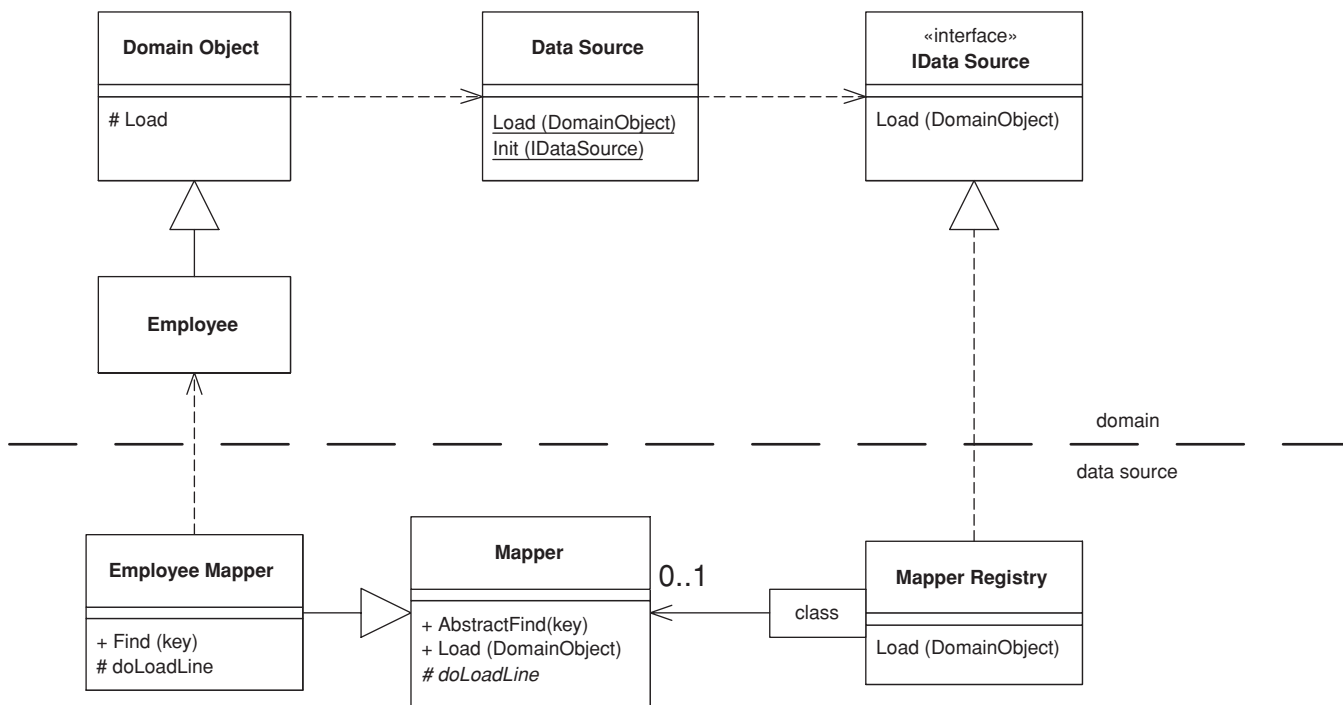 Domain Object
# Load
Data Source
Load (DomainObject)
Init (IDataSource)
«interface»
IData Source
Load (DomainObject)
Employee
domain
data source
Employee Mapper
+ Find (key)
# doLoadLine
Mapper
+ AbstractFind(key)
+ Load (DomainObject)
# doLoadLine
0..1
class
Mapper Registry
Load (DomainObject)